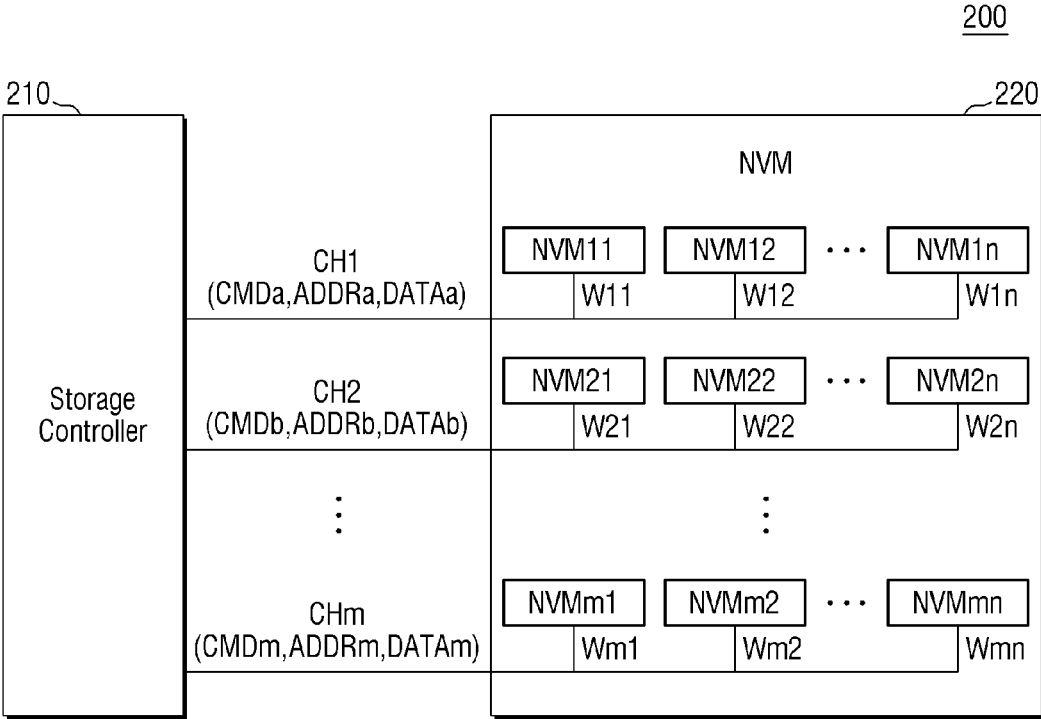 200
210
220
NVM
NVM11 NVM12 ··· NVM1n
CH1
(CMDa,ADDRa,DATAa)
W11 W12 W1n
NVM21 NVM22 ··· NVM2n
CH2
(CMDb,ADDRb,DATAb)
W21 W22 W2n
Storage
Controller
NVMm1 NVMm2 ··· NVMmn
CHm
(CMDm,ADDRm,DATAm)
Wm1 Wm2 Wmn